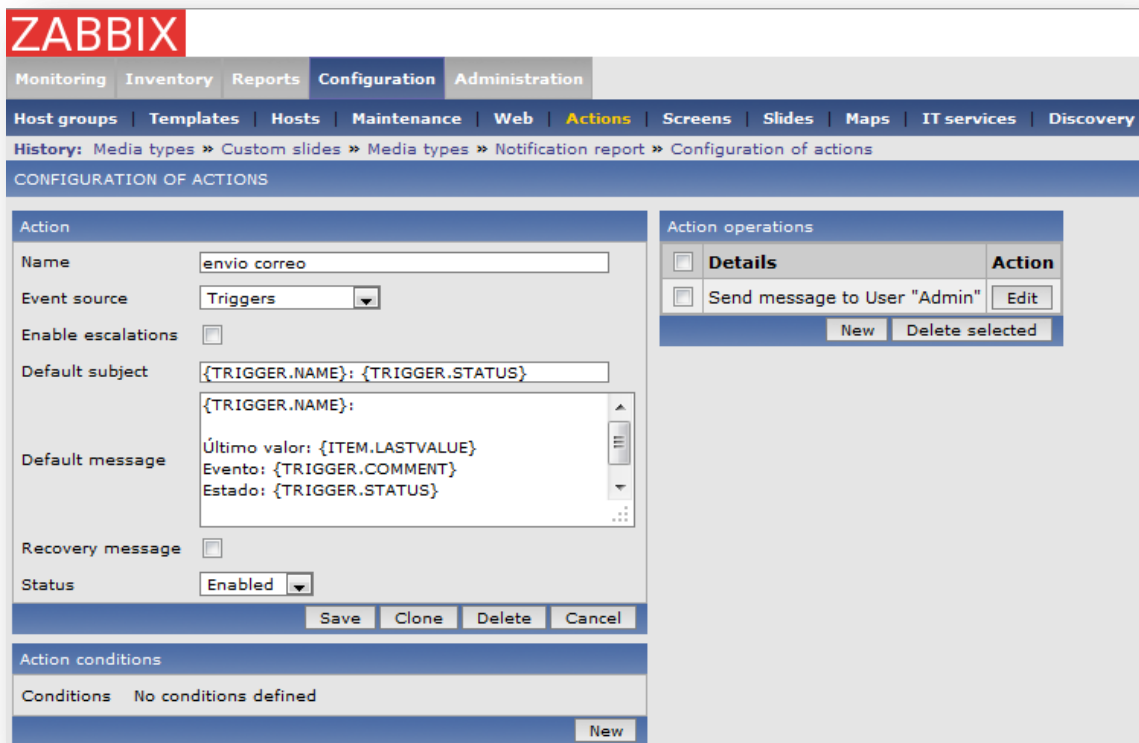 ZABBIX
Monitoring Inventory Reports Configuration Administration
Host groups | Templates | Hosts | Maintenance | Web | Actions | Screens | Slides | Maps | IT services | Discovery
History: Media types » Custom slides » Media types » Notification report » Configuration of actions
CONFIGURATION OF ACTIONS
Action
Name envio correo
Event source Triggers
Enable escalations
Default subject {TRIGGER.NAME}: {TRIGGER.STATUS}
Default message
{TRIGGER.NAME}:
Último valor: {ITEM.LASTVALUE}
Evento: {TRIGGER.COMMENT}
Estado: {TRIGGER.STATUS}
Recovery message
Status Enabled
Save Clone Delete Cancel
Action conditions
Conditions No conditions defined
New
Action operations
Details Action
Send message to User "Admin" Edit
New Delete selected